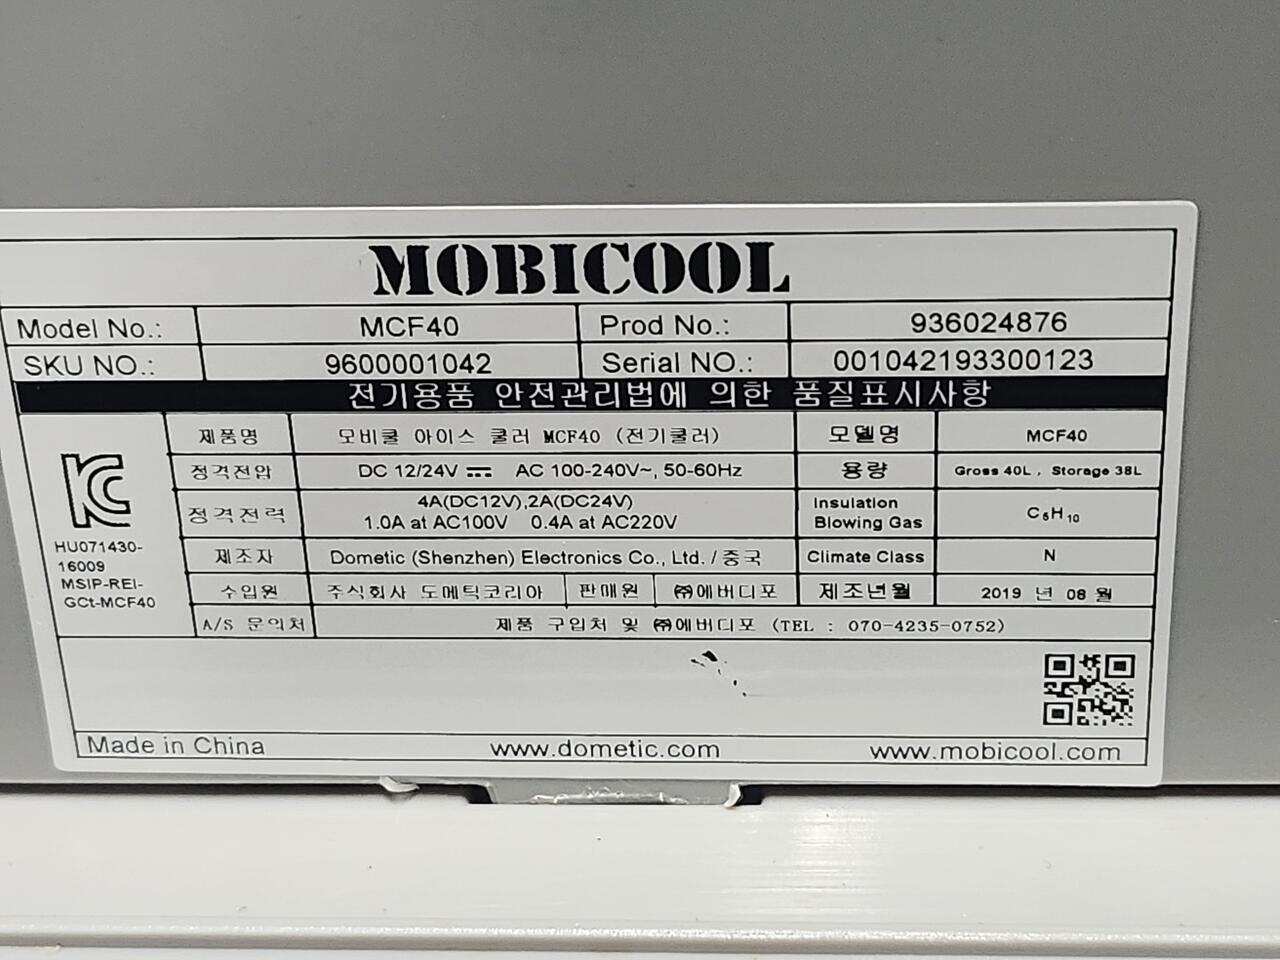 MOBICOOL
Model No.: MCF40 Prod No.: 936024876
SKU NO.: 9600001042 Serial NO.: 001042193300123
전기용품 안전관리법에 의한 품질표시사항
제품명 모비쿨 아이스 쿨러 MCF40 (전기쿨러) 모델명 MCF40
정격전압 DC 12/24V ⎓ AC 100-240V~, 50-60Hz 용량 Gross 40L , Storage 38L
정격전력 4A(DC12V),2A(DC24V)
1.0A at AC100V 0.4A at AC220V
Insulation
Blowing Gas
C₅H₁₀
제조자 Dometic (Shenzhen) Electronics Co., Ltd. / 중국 Climate Class N
수입원 주식회사 도메틱코리아 판매원 ㈜에버디포 제조년월 2019 년 08 월
A/S 문의처 제품 구입처 및 ㈜에버디포 (TEL : 070-4235-0752)
HU071430-
16009
MSIP-REI-
GCt-MCF40
Made in China www.dometic.com www.mobicool.com